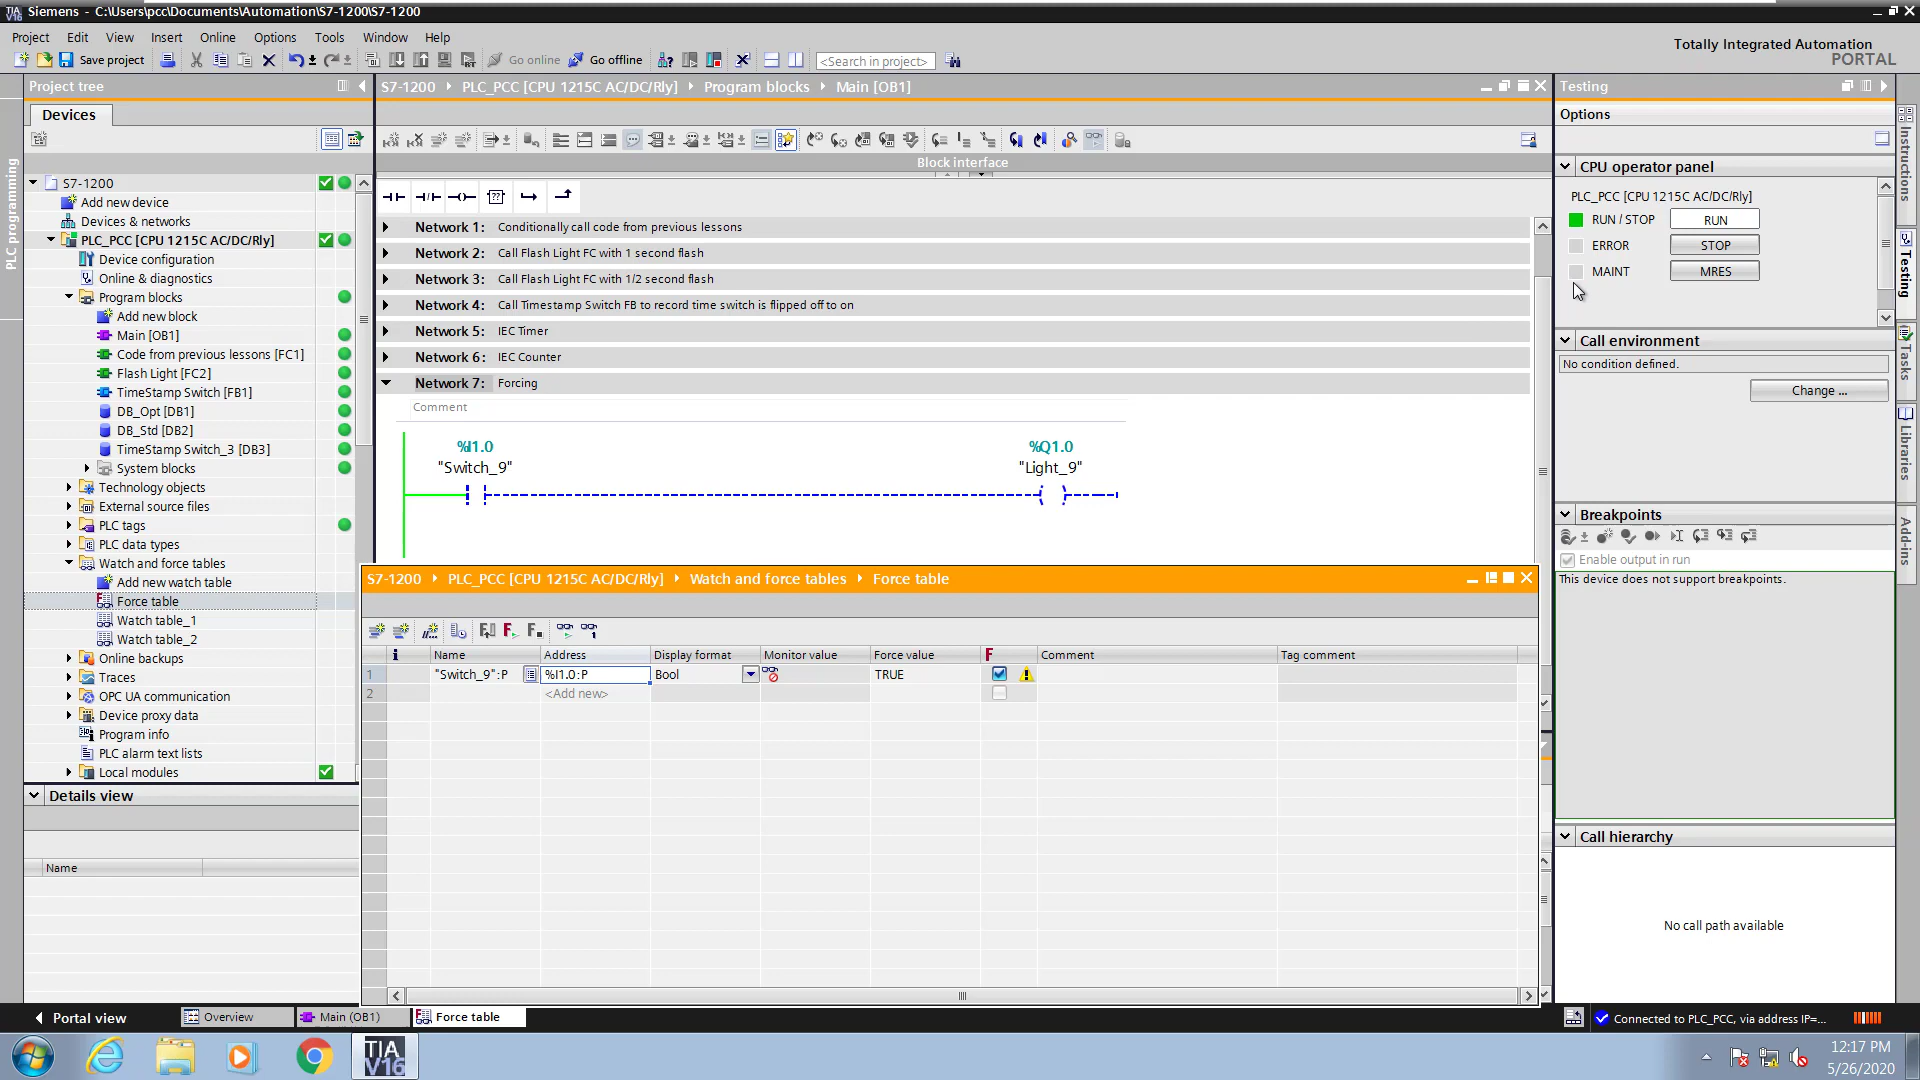 Siemens - C:\Users\pcc\Documents\Automation\S7-1200\S7-1200
Project Edit View Insert Online Options Tools Window Help
Totally Integrated Automation
PORTAL
Save project
Go online
Go offline
<Search in project>
Project tree
Devices
PLC programming
S7-1200
Add new device
Devices & networks
PLC_PCC [CPU 1215C AC/DC/Rly]
Device configuration
Online & diagnostics
Program blocks
Add new block
Main [OB1]
Code from previous lessons [FC1]
Flash Light [FC2]
TimeStamp Switch [FB1]
DB_Opt [DB1]
DB_Std [DB2]
TimeStamp Switch_3 [DB3]
System blocks
Technology objects
External source files
PLC tags
PLC data types
Watch and force tables
Add new watch table
Force table
Watch table_1
Watch table_2
Online backups
Traces
OPC UA communication
Device proxy data
Program info
PLC alarm text lists
Local modules
Details view
Name
S7-1200 PLC_PCC [CPU 1215C AC/DC/Rly] Program blocks Main [OB1]
Block interface
Network 1: Conditionally call code from previous lessons
Network 2: Call Flash Light FC with 1 second flash
Network 3: Call Flash Light FC with 1/2 second flash
Network 4: Call Timestamp Switch FB to record time switch is flipped off to on
Network 5: IEC Timer
Network 6: IEC Counter
Network 7: Forcing
Comment
%I1.0
"Switch_9"
%Q1.0
"Light_9"
S7-1200 PLC_PCC [CPU 1215C AC/DC/Rly] Watch and force tables Force table
i Name Address Display format Monitor value Force value F Comment Tag comment
1 "Switch_9":P %I1.0:P Bool TRUE
2 <Add new>
Testing
Options
CPU operator panel
PLC_PCC [CPU 1215C AC/DC/Rly]
RUN / STOP RUN
ERROR STOP
MAINT MRES
Call environment
No condition defined.
Change ...
Breakpoints
Enable output in run
This device does not support breakpoints.
Call hierarchy
No call path available
Instructions
Testing
Tasks
Libraries
Add-ins
Portal view
Overview
Main (OB1)
Force table
Connected to PLC_PCC, via address IP=...
TIA
V16
12:17 PM
5/26/2020